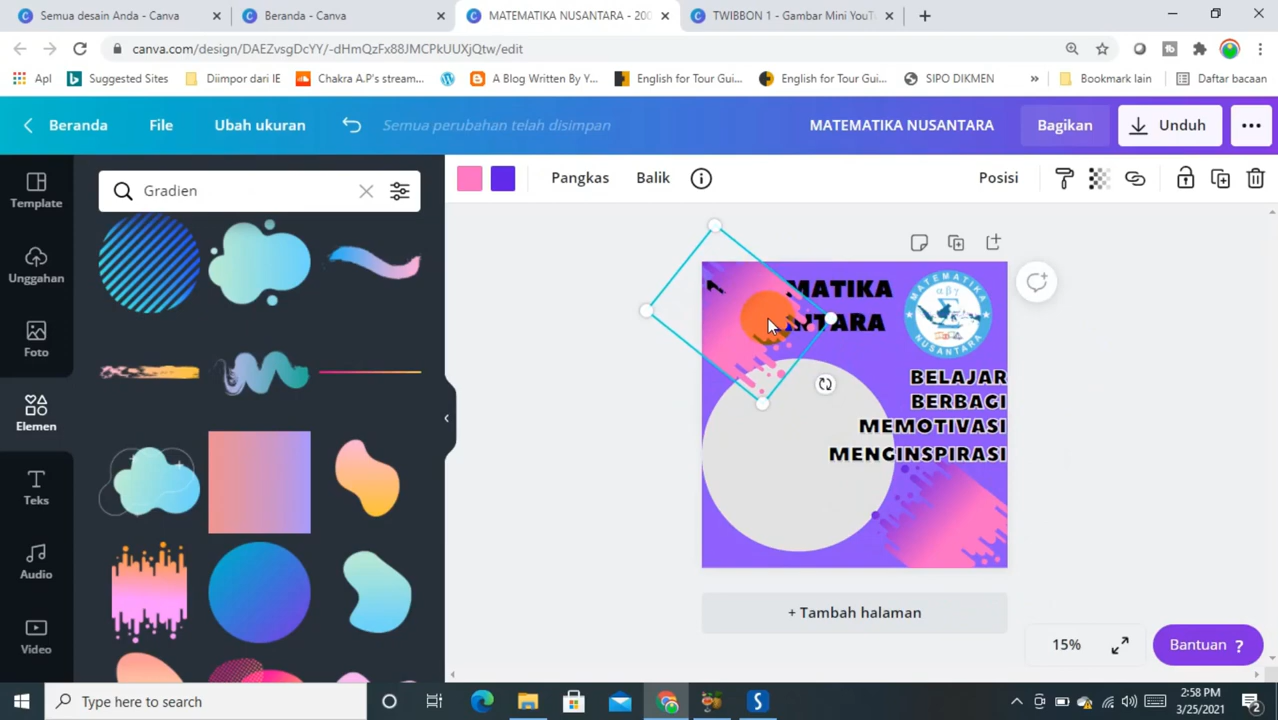 Semua desain Anda - Canva
Beranda - Canva
MATEMATIKA NUSANTARA - 200
TWIBBON 1 - Gambar Mini YouT
canva.com/design/DAEZvsgDcYY/-dHmQzFx88JMCPkUUXjQtw/edit
Apl
Suggested Sites
Diimpor dari IE
Chakra A.P's stream...
A Blog Written By Y...
English for Tour Gui...
English for Tour Gui...
SIPO DIKMEN
»
Bookmark lain
Daftar bacaan
Beranda
File
Ubah ukuran
Semua perubahan telah disimpan
MATEMATIKA NUSANTARA
Bagikan
Unduh
Template
Unggahan
Foto
Elemen
Teks
Audio
Video
Gradien
Pangkas
Balik
Posisi
MATIKA
NTARA
MATEMATIKA
αβγ
Σ
NUSANTARA
BELAJAR
BERBAGI
MEMOTIVASI
MENGINSPIRASI
+ Tambah halaman
15%
Bantuan ?
Type here to search
2:58 PM
3/25/2021
2